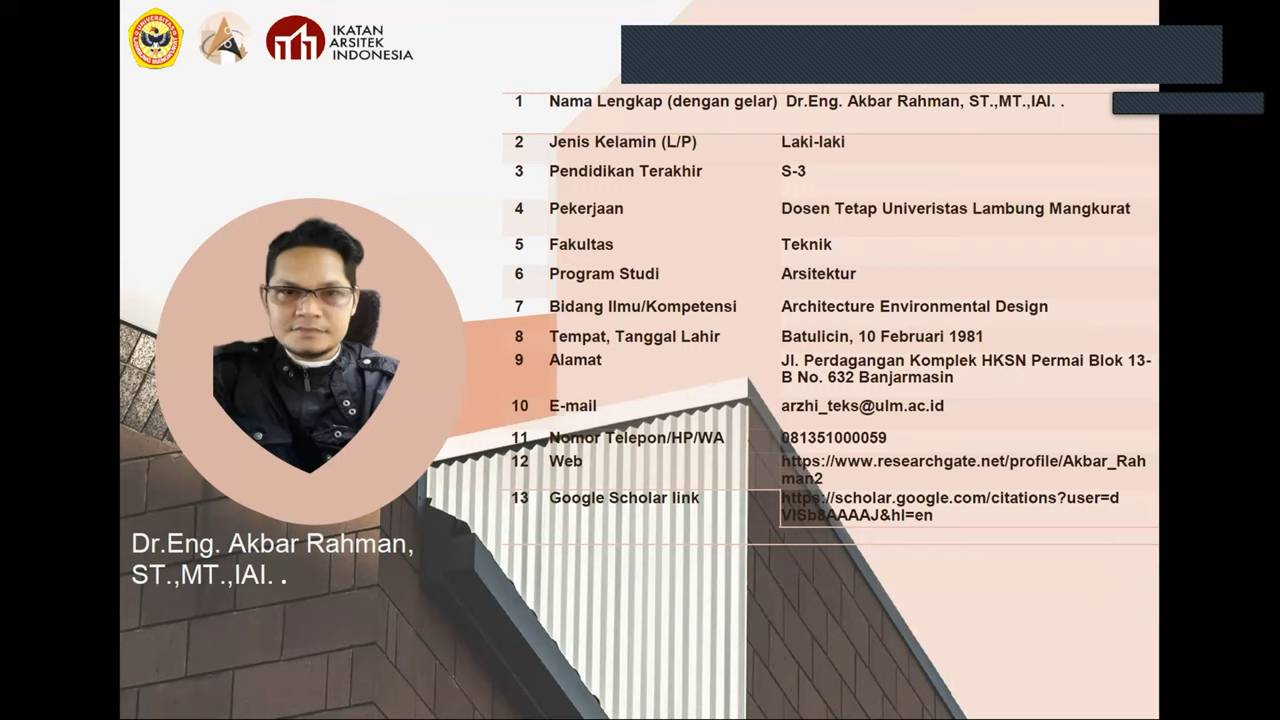 IKATAN
ARSITEK
INDONESIA
1 Nama Lengkap (dengan gelar) Dr.Eng. Akbar Rahman, ST.,MT.,IAI. .
2 Jenis Kelamin (L/P) Laki-laki
3 Pendidikan Terakhir S-3
4 Pekerjaan Dosen Tetap Univeristas Lambung Mangkurat
5 Fakultas Teknik
6 Program Studi Arsitektur
7 Bidang Ilmu/Kompetensi Architecture Environmental Design
8 Tempat, Tanggal Lahir Batulicin, 10 Februari 1981
9 Alamat Jl. Perdagangan Komplek HKSN Permai Blok 13-
B No. 632 Banjarmasin
10 E-mail arzhi_teks@ulm.ac.id
11 Nomor Telepon/HP/WA 081351000059
12 Web https://www.researchgate.net/profile/Akbar_Rah
man2
13 Google Scholar link https://scholar.google.com/citations?user=d
VISb8AAAAJ&hl=en
Dr.Eng. Akbar Rahman,
ST.,MT.,IAI. .